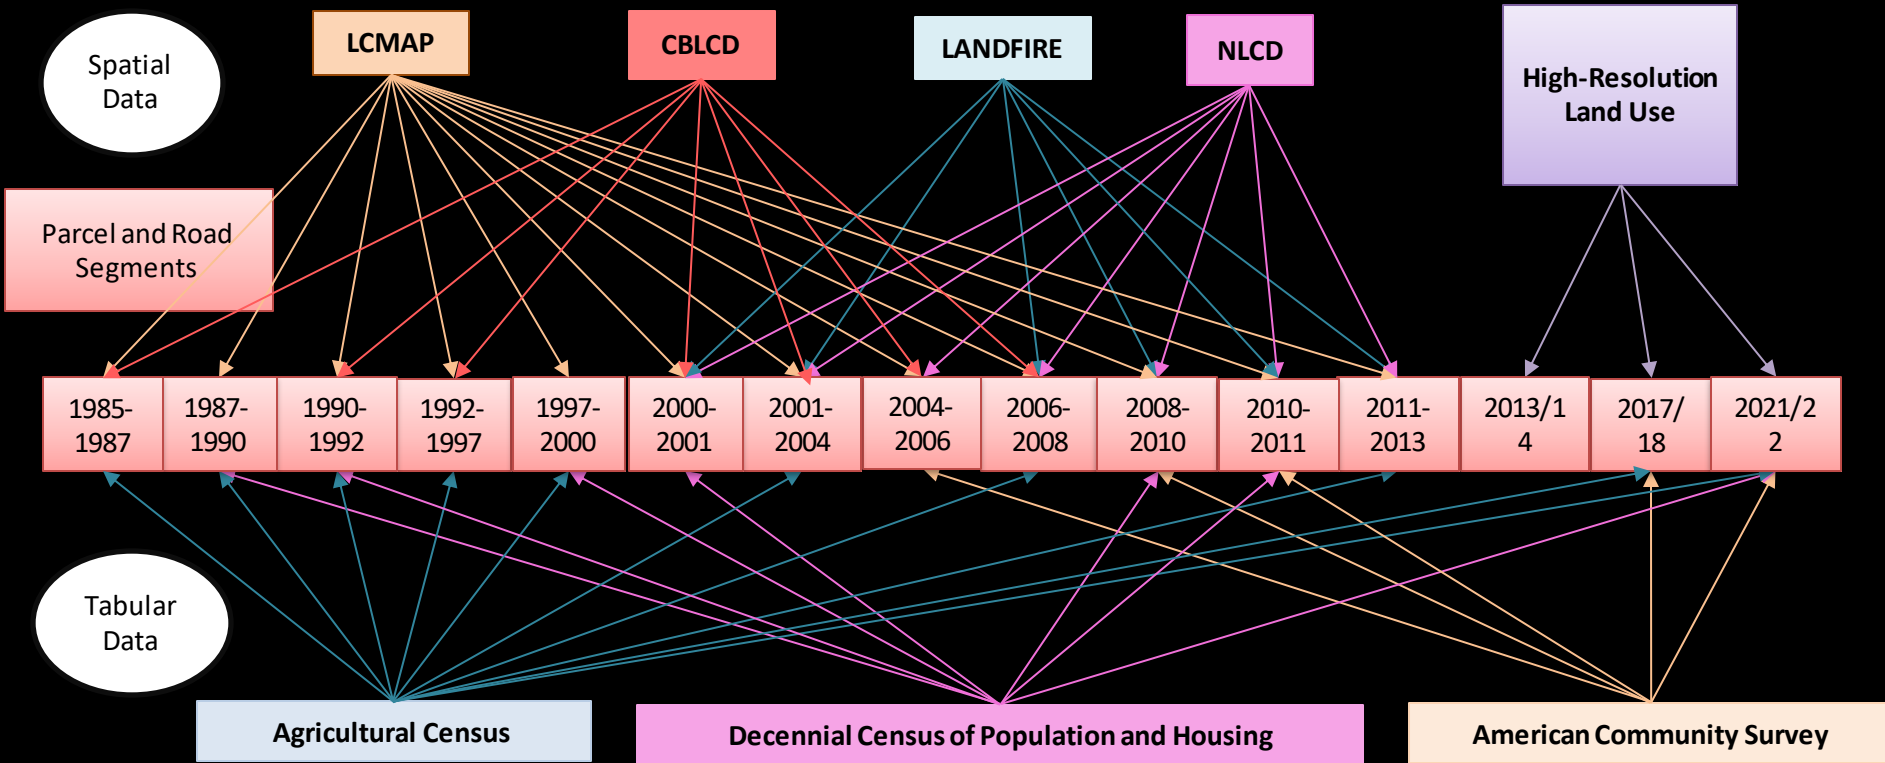 Spatial
Data
LCMAP
CBLCD
LANDFIRE
NLCD
High-Resolution
Land Use
Parcel and Road
Segments
1985-
1987
1987-
1990
1990-
1992
1992-
1997
1997-
2000
2000-
2001
2001-
2004
2004-
2006
2006-
2008
2008-
2010
2010-
2011
2011-
2013
2013/1
4
2017/
18
2021/2
2
Tabular
Data
Agricultural Census
Decennial Census of Population and Housing
American Community Survey